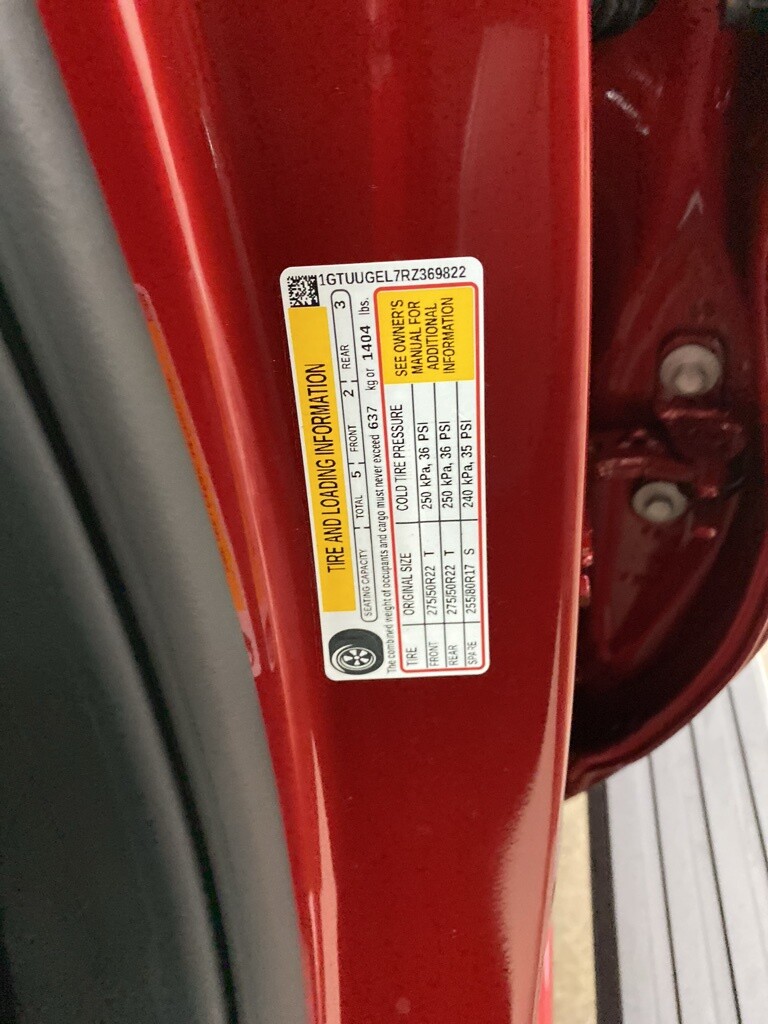 1GTUUGEL7RZ369822
TIRE AND LOADING INFORMATION
SEATING CAPACITY TOTAL 5 FRONT 2 REAR 3
The combined weight of occupants and cargo must never exceed 637 kg or 1404 lbs.
TIRE ORIGINAL SIZE COLD TIRE PRESSURE
FRONT 275/50R22 T 250 kPa, 36 PSI
REAR 275/50R22 T 250 kPa, 36 PSI
SPARE 255/80R17 S 240 kPa, 35 PSI
SEE OWNER'S
MANUAL FOR
ADDITIONAL
INFORMATION